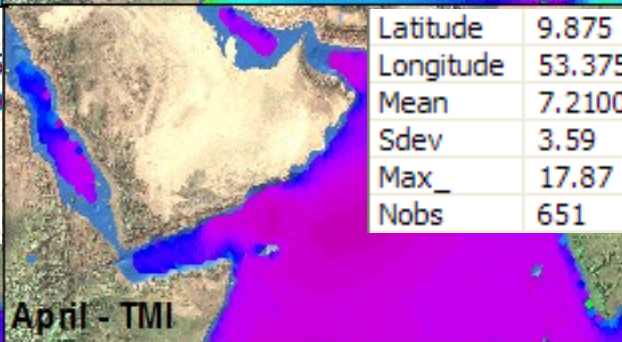 Latitude 9.875
Longitude 53.375
Mean 7.2100
Sdev 3.59
Max_ 17.87
Nobs 651
April - TMI